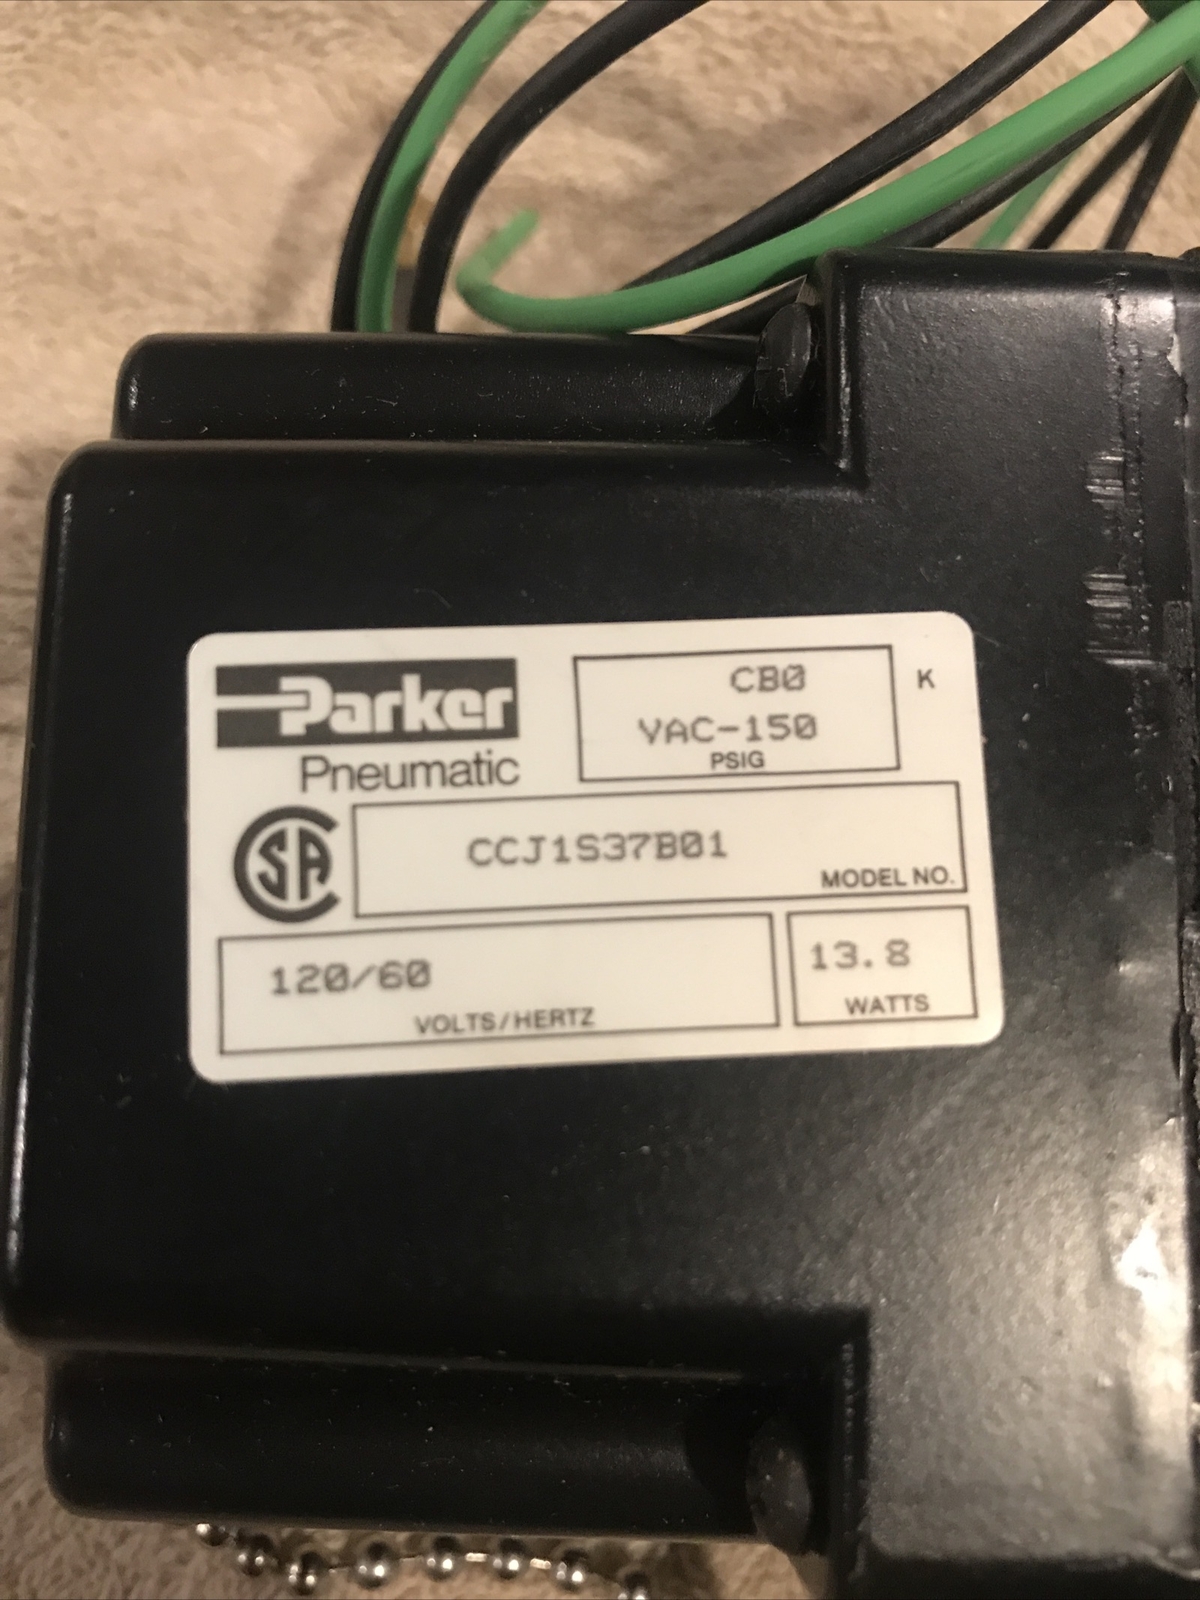 Parker
Pneumatic
CB0
VAC-150
PSIG
K
CSA
CCJ1S37B01
MODEL NO.
120/60
VOLTS/HERTZ
13.8
WATTS